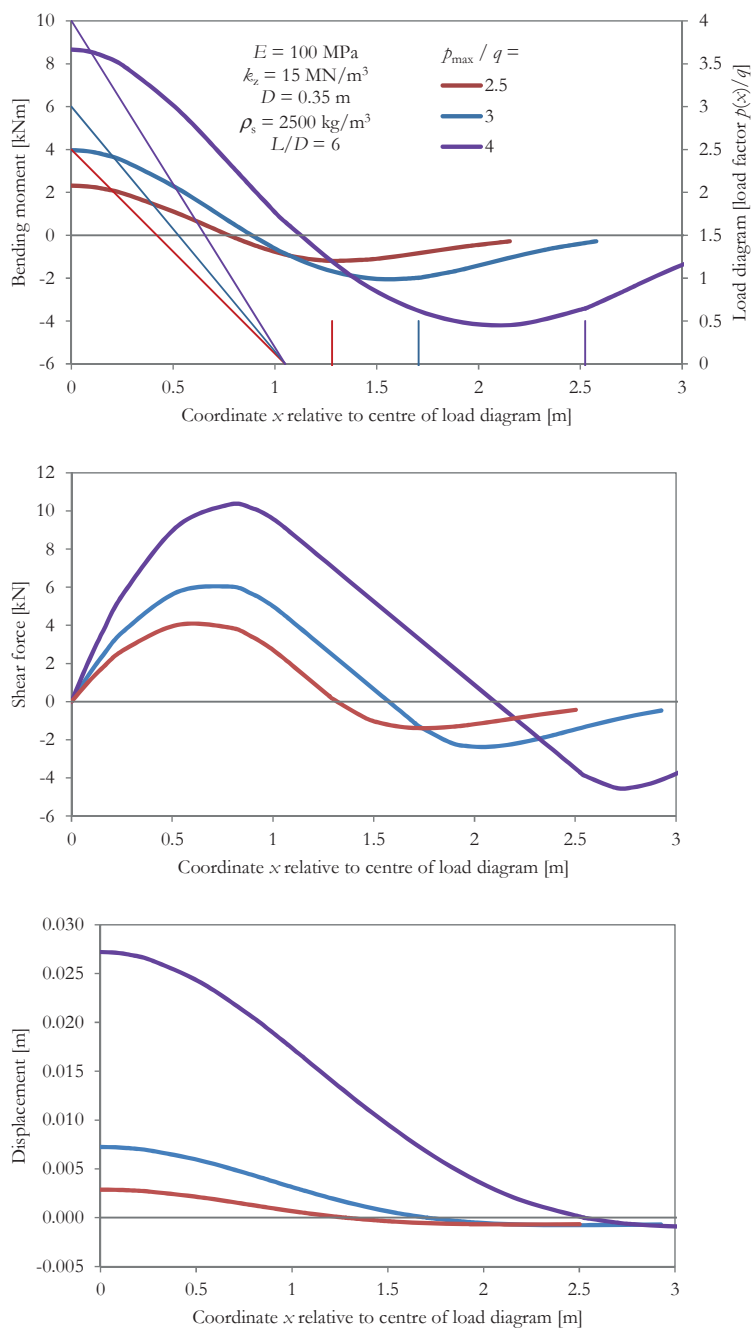 10
8
6
4
2
0
-2
-4
-6
Bending moment [kNm]
E = 100 MPa
k_z = 15 MN/m³
D = 0.35 m
ρ_s = 2500 kg/m³
L/D = 6
p_max / q =
2.5
3
4
4
3.5
3
2.5
2
1.5
1
0.5
0
Load diagram [load factor p(x)/q]
0 0.5 1 1.5 2 2.5 3
Coordinate x relative to centre of load diagram [m]
12
10
8
6
4
2
0
-2
-4
-6
Shear force [kN]
0 0.5 1 1.5 2 2.5 3
Coordinate x relative to centre of load diagram [m]
0.030
0.025
0.020
0.015
0.010
0.005
0.000
-0.005
Displacement [m]
0 0.5 1 1.5 2 2.5 3
Coordinate x relative to centre of load diagram [m]